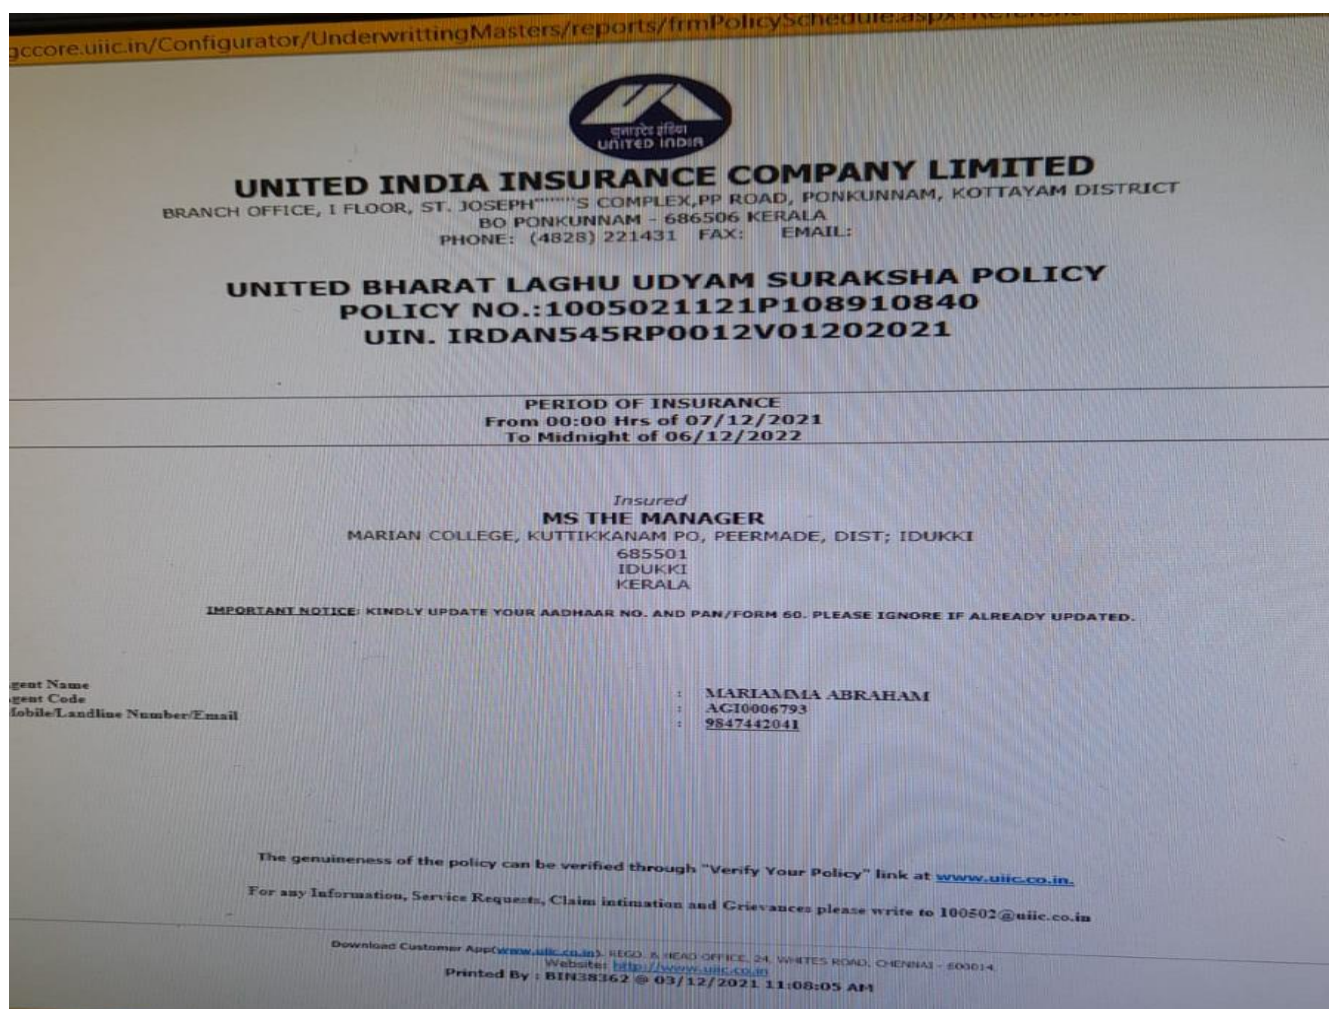 gccore.uiic.in/Configurator/UnderwrittingMasters/reports/frmPolicySchedule.aspx?Reference
यूनाइटेड इंडिया
UNITED INDIA
UNITED INDIA INSURANCE COMPANY LIMITED
BRANCH OFFICE, I FLOOR, ST. JOSEPH""""'S COMPLEX,PP ROAD, PONKUNNAM, KOTTAYAM DISTRICT
BO PONKUNNAM - 686506 KERALA
PHONE: (4828) 221431 FAX: EMAIL:
UNITED BHARAT LAGHU UDYAM SURAKSHA POLICY
POLICY NO.:1005021121P108910840
UIN. IRDAN545RP0012V01202021
PERIOD OF INSURANCE
From 00:00 Hrs of 07/12/2021
To Midnight of 06/12/2022
Insured
MS THE MANAGER
MARIAN COLLEGE, KUTTIKKANAM PO, PEERMADE, DIST; IDUKKI
685501
IDUKKI
KERALA
IMPORTANT NOTICE: KINDLY UPDATE YOUR AADHAAR NO. AND PAN/FORM 60. PLEASE IGNORE IF ALREADY UPDATED.
gent Name : MARIAMMA ABRAHAM
gent Code : AGI0006793
Mobile/Landline Number/Email : 9847442041
The genuineness of the policy can be verified through "Verify Your Policy" link at www.uiic.co.in.
For any Information, Service Requests, Claim intimation and Grievances please write to 100502@uiic.co.in
Download Customer App(www.uiic.co.in). REGD. & HEAD OFFICE, 24, WHITES ROAD, CHENNAI - 600014.
Website: http://www.uiic.co.in
Printed By : BIN38362 @ 03/12/2021 11:08:05 AM